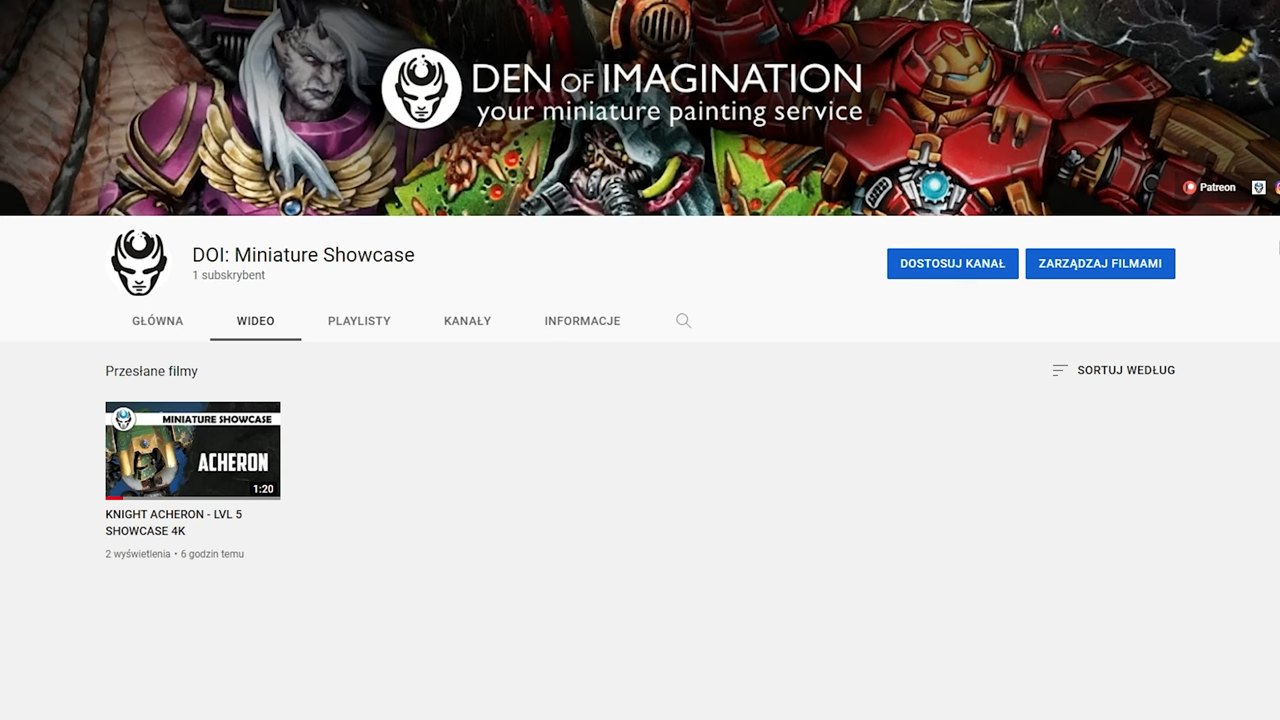 DEN OF IMAGINATION
your miniature painting service
Patreon
DOI: Miniature Showcase
1 subskrybent
DOSTOSUJ KANAŁ
ZARZĄDZAJ FILMAMI
GŁÓWNA
WIDEO
PLAYLISTY
KANAŁY
INFORMACJE
Przesłane filmy
SORTUJ WEDŁUG
MINIATURE SHOWCASE
ACHERON
1:20
KNIGHT ACHERON - LVL 5
SHOWCASE 4K
2 wyświetlenia • 6 godzin temu